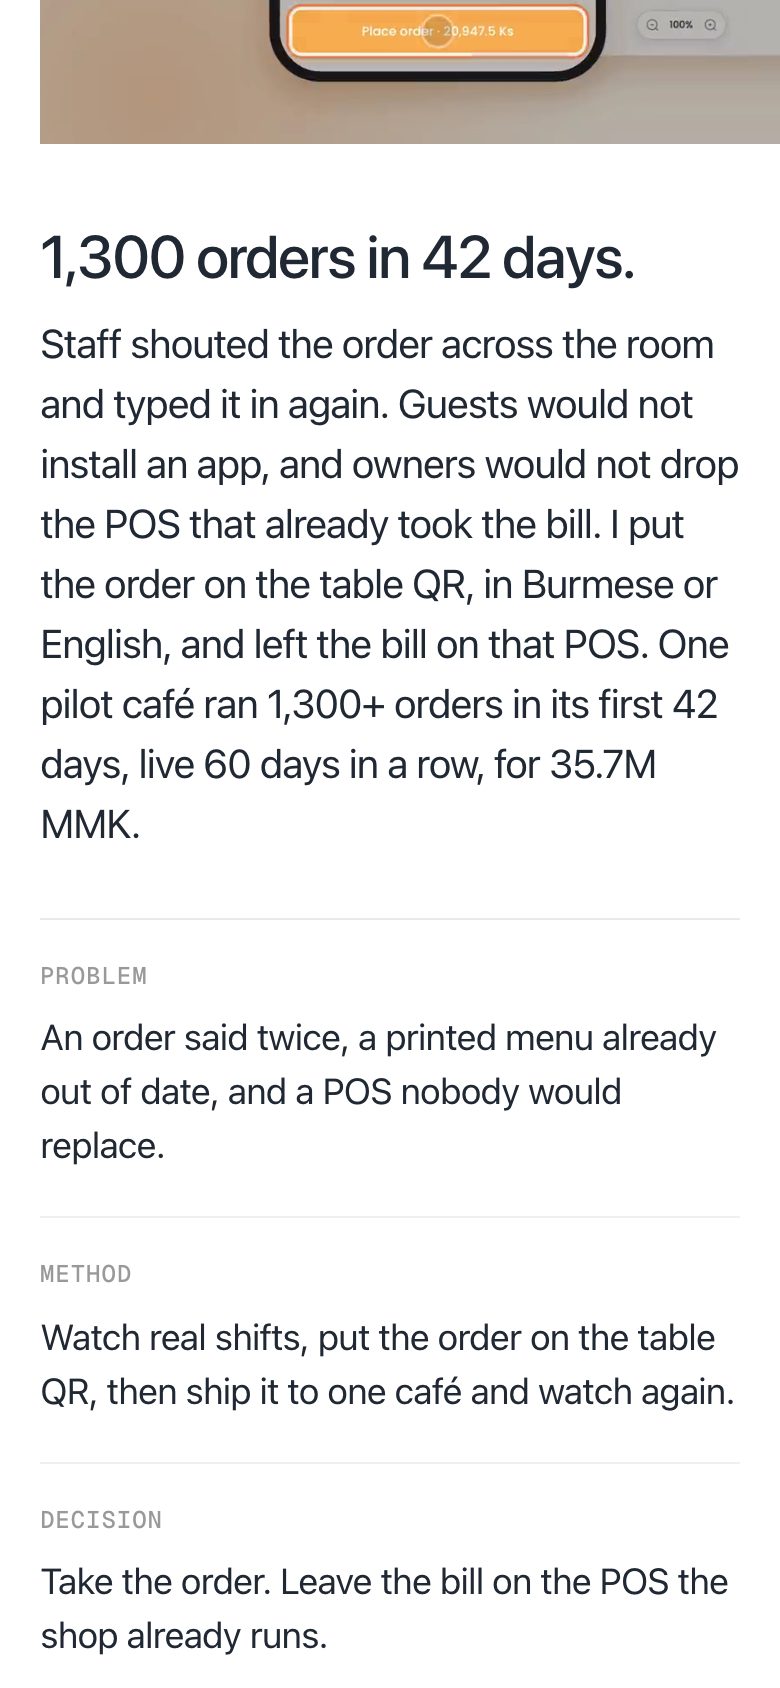 Place order · 20,947.5 Ks
100%
1,300 orders in 42 days.
Staff shouted the order across the room
and typed it in again. Guests would not
install an app, and owners would not drop
the POS that already took the bill. I put
the order on the table QR, in Burmese or
English, and left the bill on that POS. One
pilot café ran 1,300+ orders in its first 42
days, live 60 days in a row, for 35.7M
MMK.
PROBLEM
An order said twice, a printed menu already
out of date, and a POS nobody would
replace.
METHOD
Watch real shifts, put the order on the table
QR, then ship it to one café and watch again.
DECISION
Take the order. Leave the bill on the POS the
shop already runs.